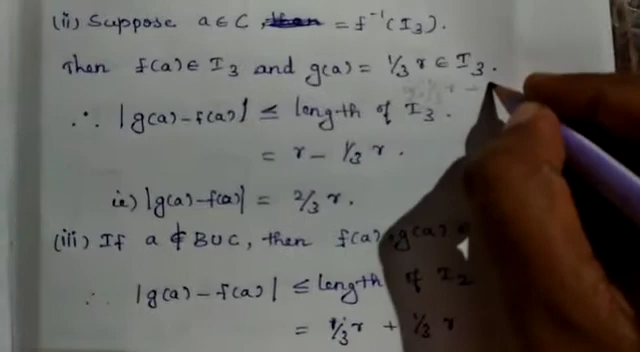 (ii) Suppose a ∈ C, = f⁻¹(I₃).
Then f(a) ∈ I₃ and g(a) = 1/3 r ∈ I₃.
∴ |g(a) - f(a)| ≤ length of I₃.
= r - 1/3 r.
ie) |g(a) - f(a)| = 2/3 r.
(iii) If a ∉ B∪C, then f(a), g(a)
∴ |g(a) - f(a)| ≤ length of I₂
= 1/3 r + 1/3 r